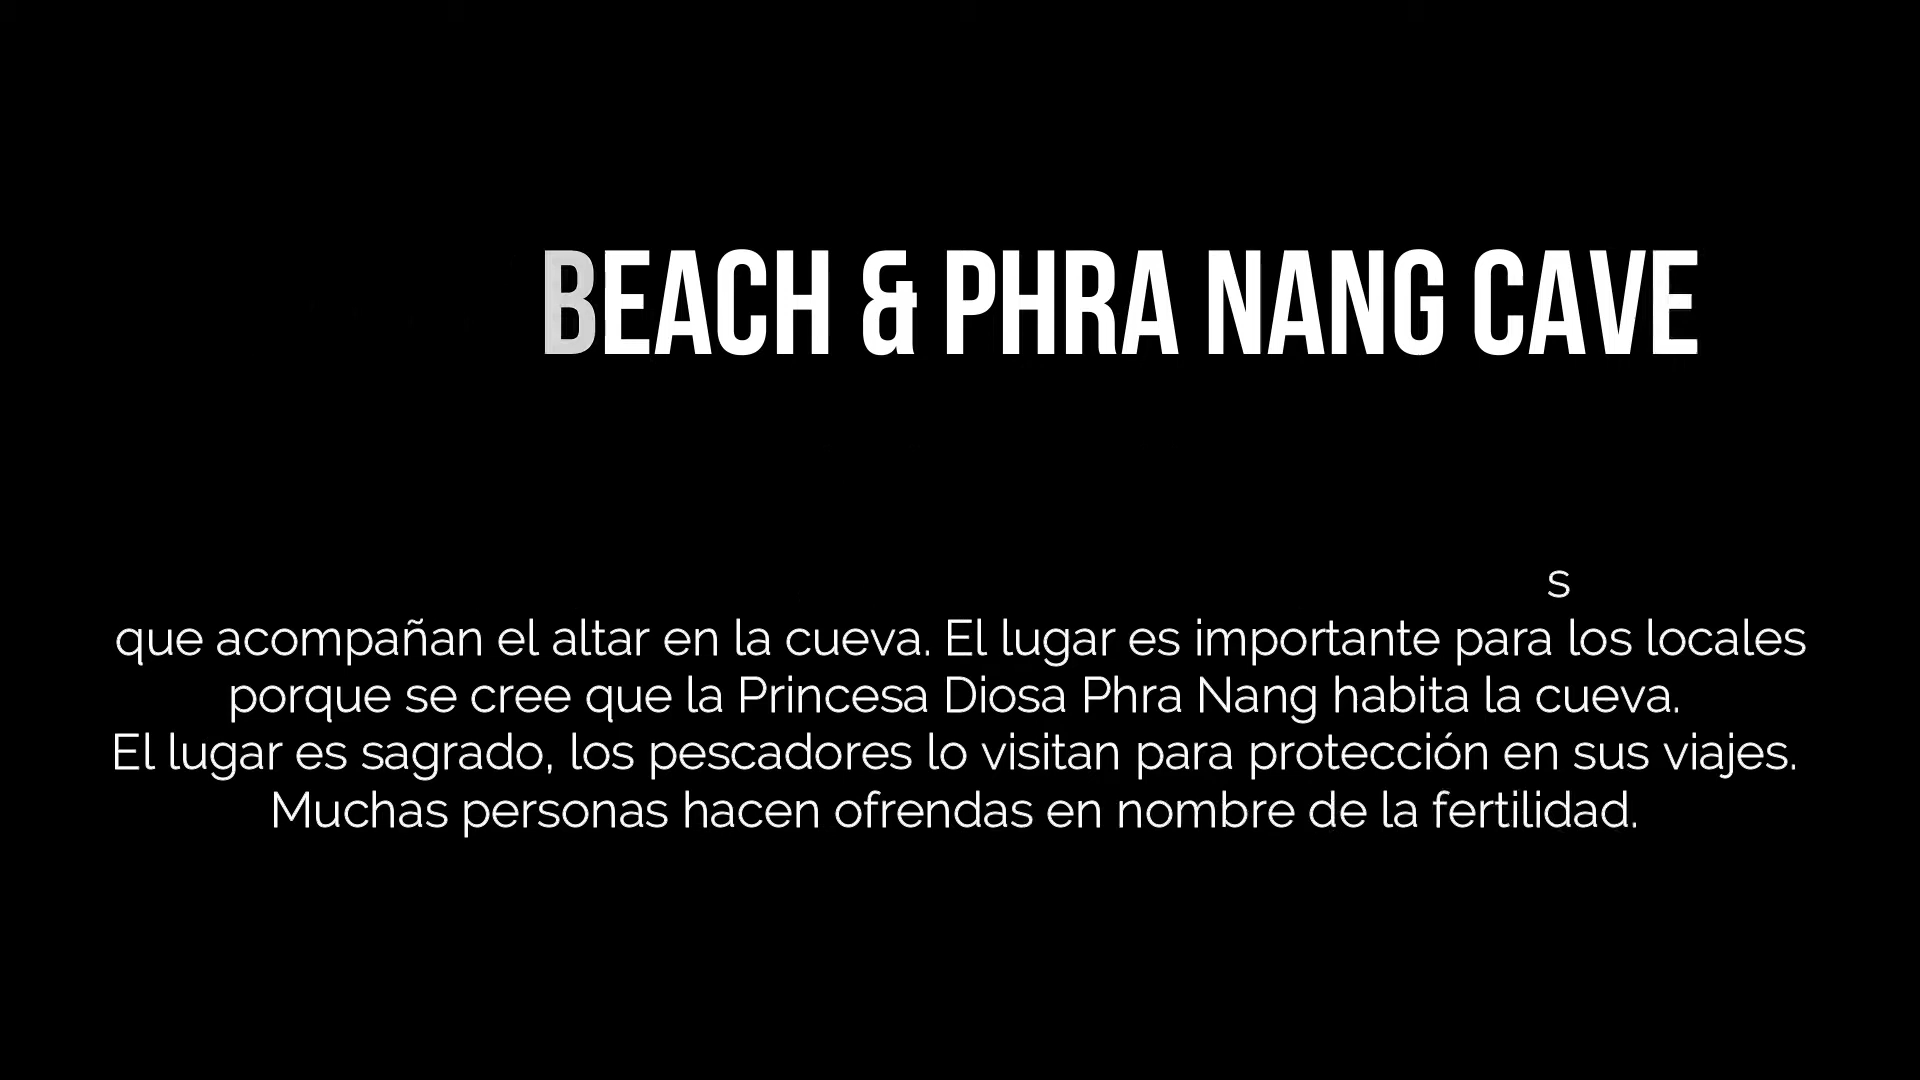 BEACH & PHRA NANG CAVE
s
que acompañan el altar en la cueva. El lugar es importante para los locales
porque se cree que la Princesa Diosa Phra Nang habita la cueva.
El lugar es sagrado, los pescadores lo visitan para protección en sus viajes.
Muchas personas hacen ofrendas en nombre de la fertilidad.